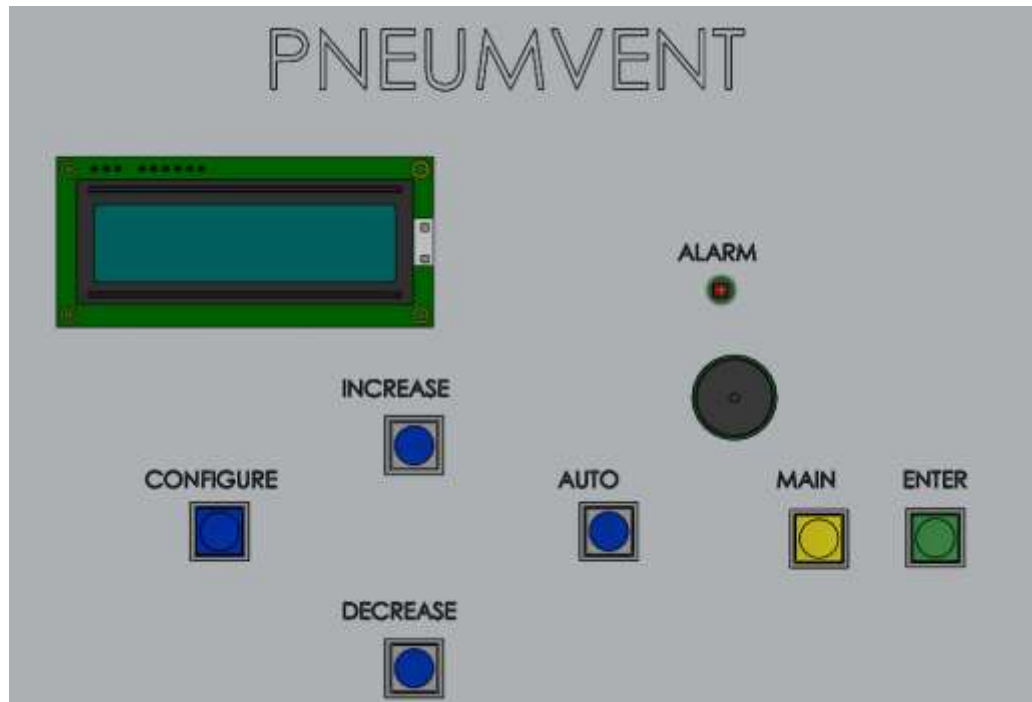 PNEUMVENT
ALARM
INCREASE
CONFIGURE
AUTO
MAIN
ENTER
DECREASE